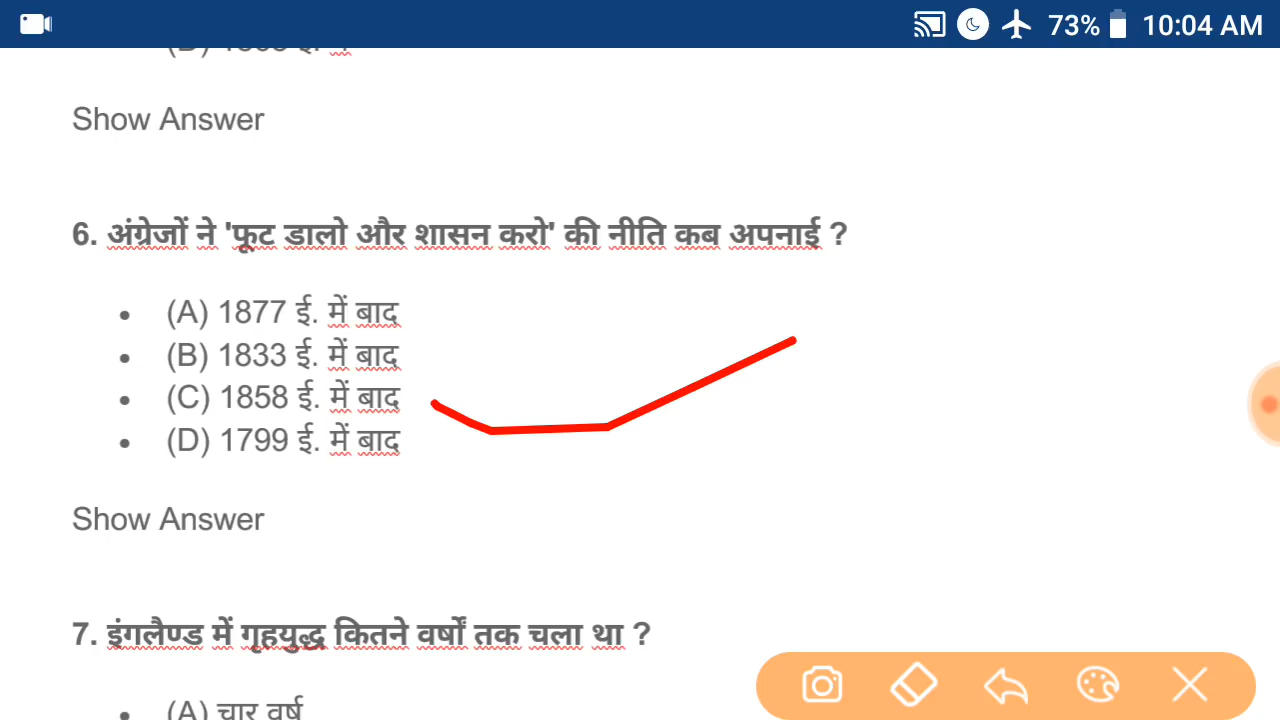 73% 10:04 AM
Show Answer
6. अंग्रेजों ने 'फूट डालो और शासन करो' की नीति कब अपनाई ?
(A) 1877 ई. में बाद
(B) 1833 ई. में बाद
(C) 1858 ई. में बाद
(D) 1799 ई. में बाद
Show Answer
7. इंगलैण्ड में गृहयुद्ध कितने वर्षों तक चला था ?
(A) चार वर्ष